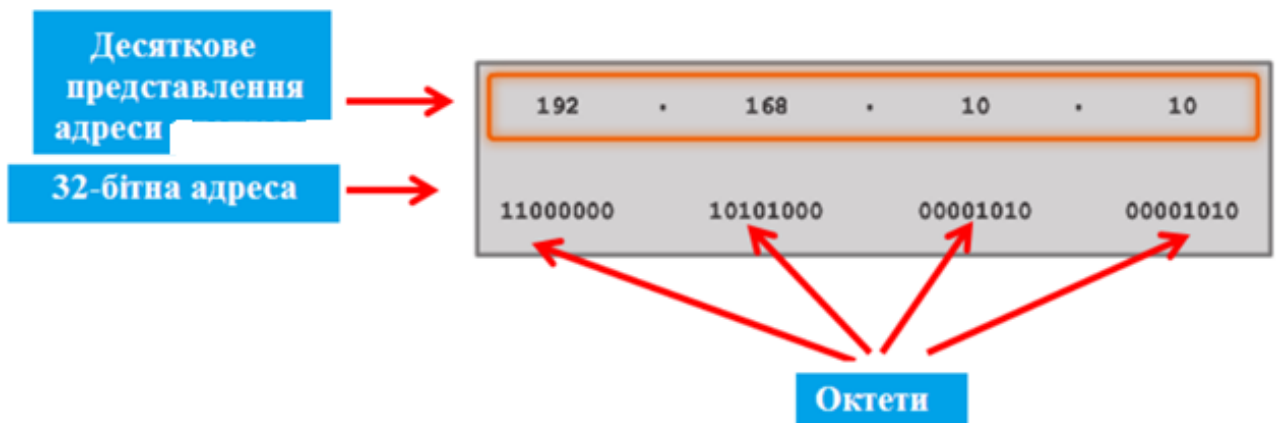 Десяткове
представлення
адреси
192 . 168 . 10 . 10
32-бітна адреса
11000000 10101000 00001010 00001010
Октети